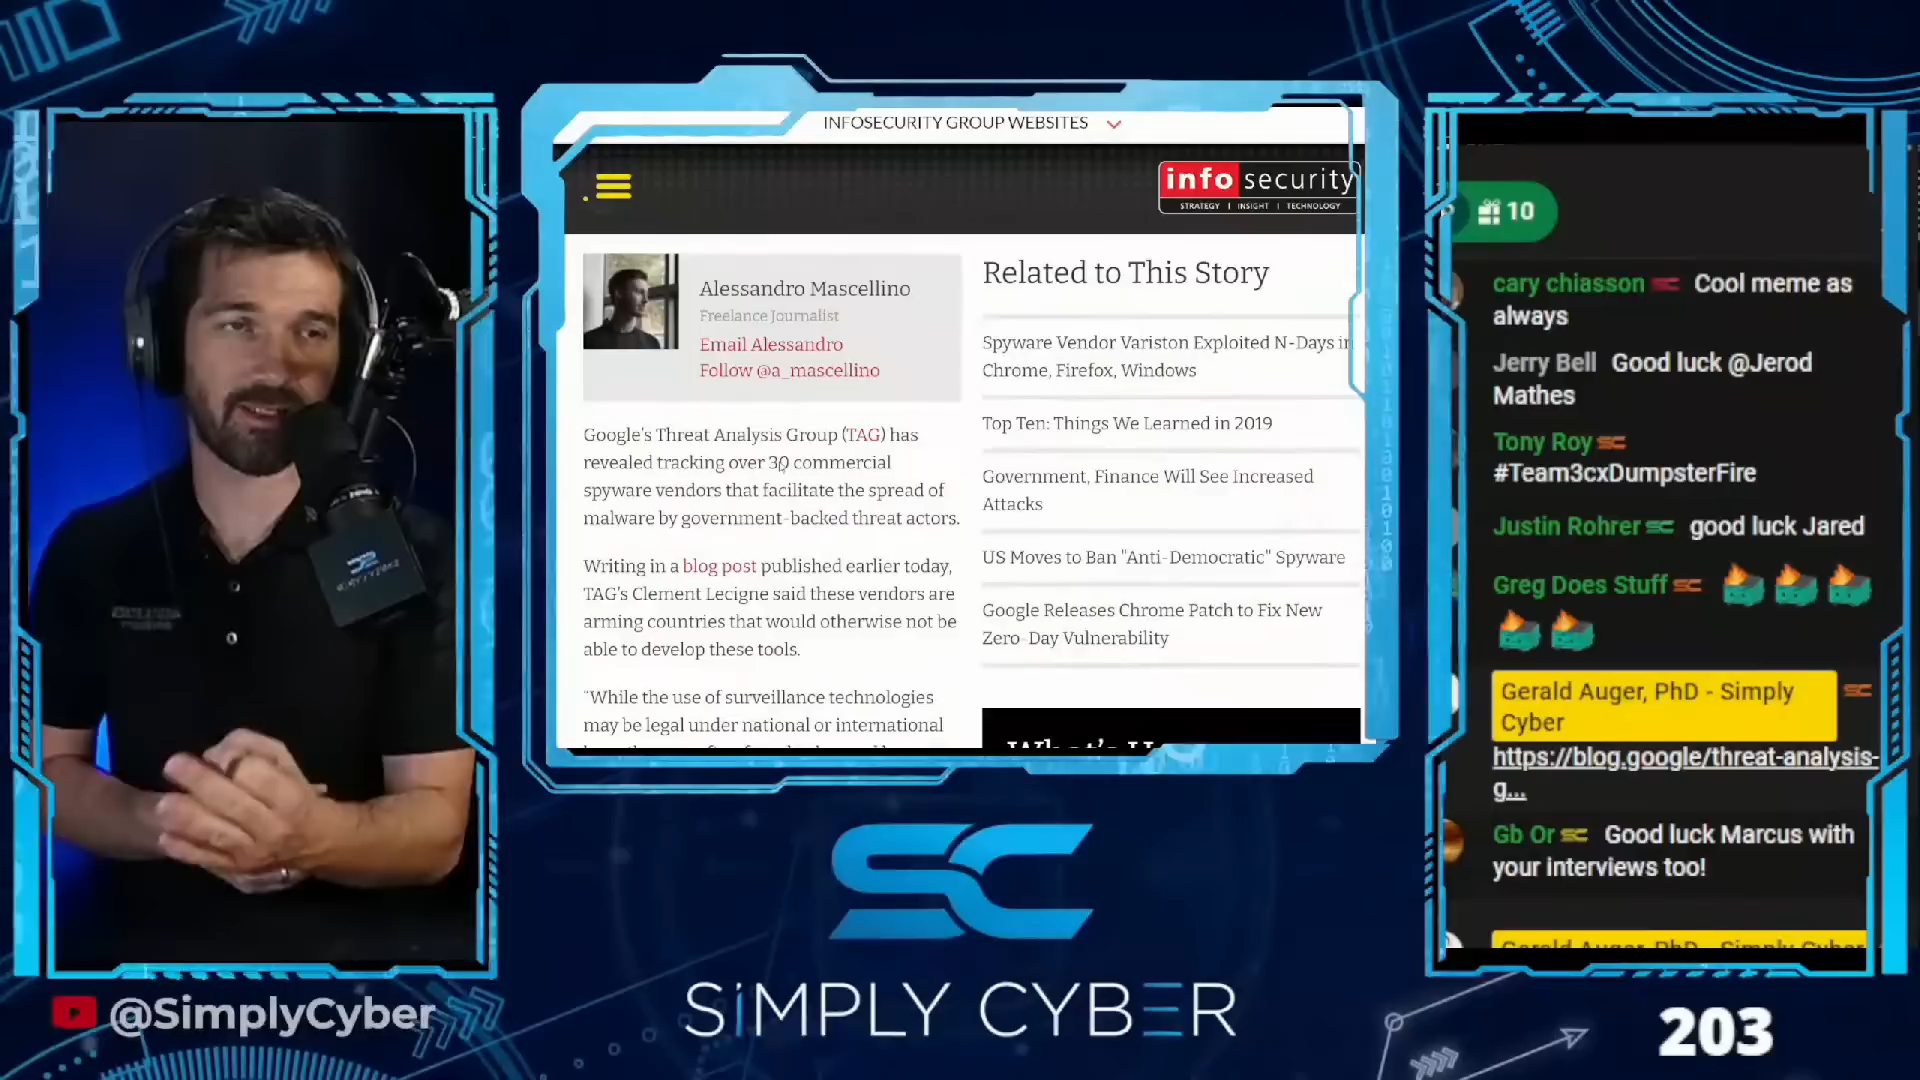 INFOSECURITY GROUP WEBSITES
info security
STRATEGY | INSIGHT | TECHNOLOGY
Alessandro Mascellino
Freelance Journalist
Email Alessandro
Follow @a_mascellino
Google's Threat Analysis Group (TAG) has
revealed tracking over 30 commercial
spyware vendors that facilitate the spread of
malware by government-backed threat actors.
Writing in a blog post published earlier today,
TAG's Clement Lecigne said these vendors are
arming countries that would otherwise not be
able to develop these tools.
“While the use of surveillance technologies
may be legal under national or international
Related to This Story
Spyware Vendor Variston Exploited N-Days in
Chrome, Firefox, Windows
Top Ten: Things We Learned in 2019
Government, Finance Will See Increased
Attacks
US Moves to Ban "Anti-Democratic" Spyware
Google Releases Chrome Patch to Fix New
Zero-Day Vulnerability
10
cary chiasson Cool meme as
always
Jerry Bell Good luck @Jerod
Mathes
Tony Roy
#Team3cxDumpsterFire
Justin Rohrer good luck Jared
Greg Does Stuff
Gerald Auger, PhD - Simply
Cyber
https://blog.google/threat-analysis-
g...
Gb Or Good luck Marcus with
your interviews too!
Gerald Auger, PhD - Simply Cyber
SC
SiMPLY CYBER
@SimplyCyber
203